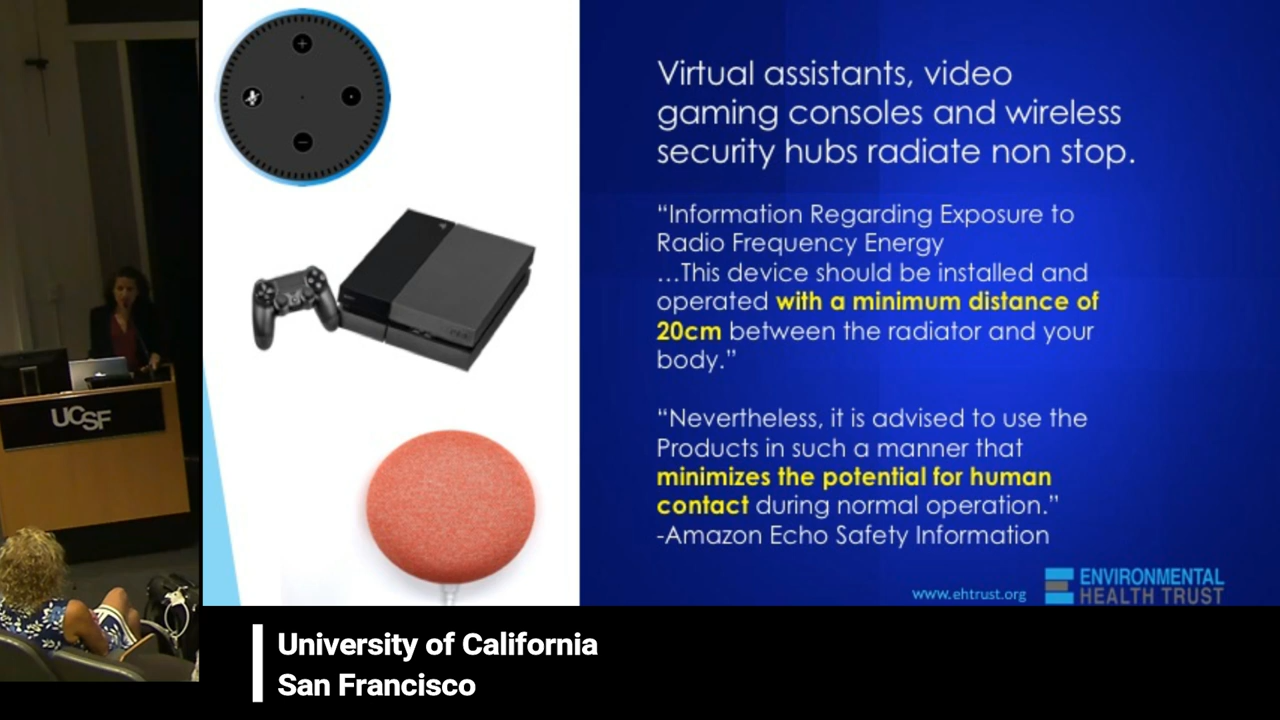 Virtual assistants, video
gaming consoles and wireless
security hubs radiate non stop.
“Information Regarding Exposure to
Radio Frequency Energy
...This device should be installed and
operated with a minimum distance of
20cm between the radiator and your
body.”
“Nevertheless, it is advised to use the
Products in such a manner that
minimizes the potential for human
contact during normal operation.”
-Amazon Echo Safety Information
www.ehtrust.org
ENVIRONMENTAL
HEALTH TRUST
UCSF
University of California
San Francisco